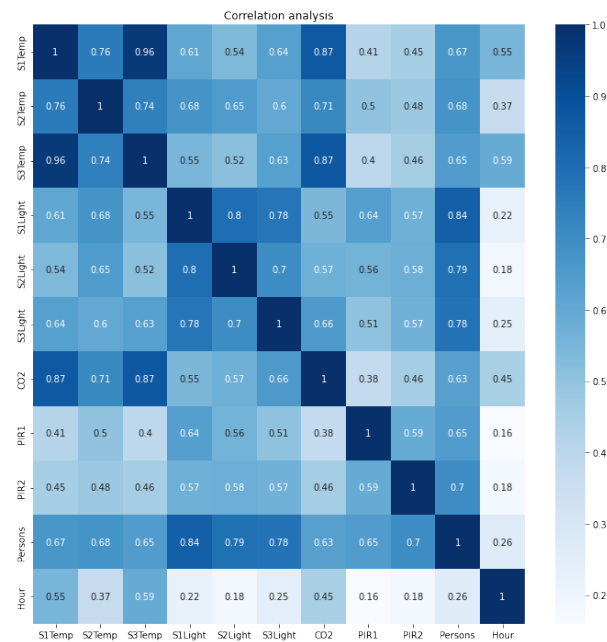 Correlation analysis
S1Temp 1 0.76 0.96 0.61 0.54 0.64 0.87 0.41 0.45 0.67 0.55
S2Temp 0.76 1 0.74 0.68 0.65 0.6 0.71 0.5 0.48 0.68 0.37
S3Temp 0.96 0.74 1 0.55 0.52 0.63 0.87 0.4 0.46 0.65 0.59
S1Light 0.61 0.68 0.55 1 0.8 0.78 0.55 0.64 0.57 0.84 0.22
S2Light 0.54 0.65 0.52 0.8 1 0.7 0.57 0.56 0.58 0.79 0.18
S3Light 0.64 0.6 0.63 0.78 0.7 1 0.66 0.51 0.57 0.78 0.25
CO2 0.87 0.71 0.87 0.55 0.57 0.66 1 0.38 0.46 0.63 0.45
PIR1 0.41 0.5 0.4 0.64 0.56 0.51 0.38 1 0.59 0.65 0.16
PIR2 0.45 0.48 0.46 0.57 0.58 0.57 0.46 0.59 1 0.7 0.18
Persons 0.67 0.68 0.65 0.84 0.79 0.78 0.63 0.65 0.7 1 0.26
Hour 0.55 0.37 0.59 0.22 0.18 0.25 0.45 0.16 0.18 0.26 1
S1Temp S2Temp S3Temp S1Light S2Light S3Light CO2 PIR1 PIR2 Persons Hour
1.0
0.9
0.8
0.7
0.6
0.5
0.4
0.3
0.2